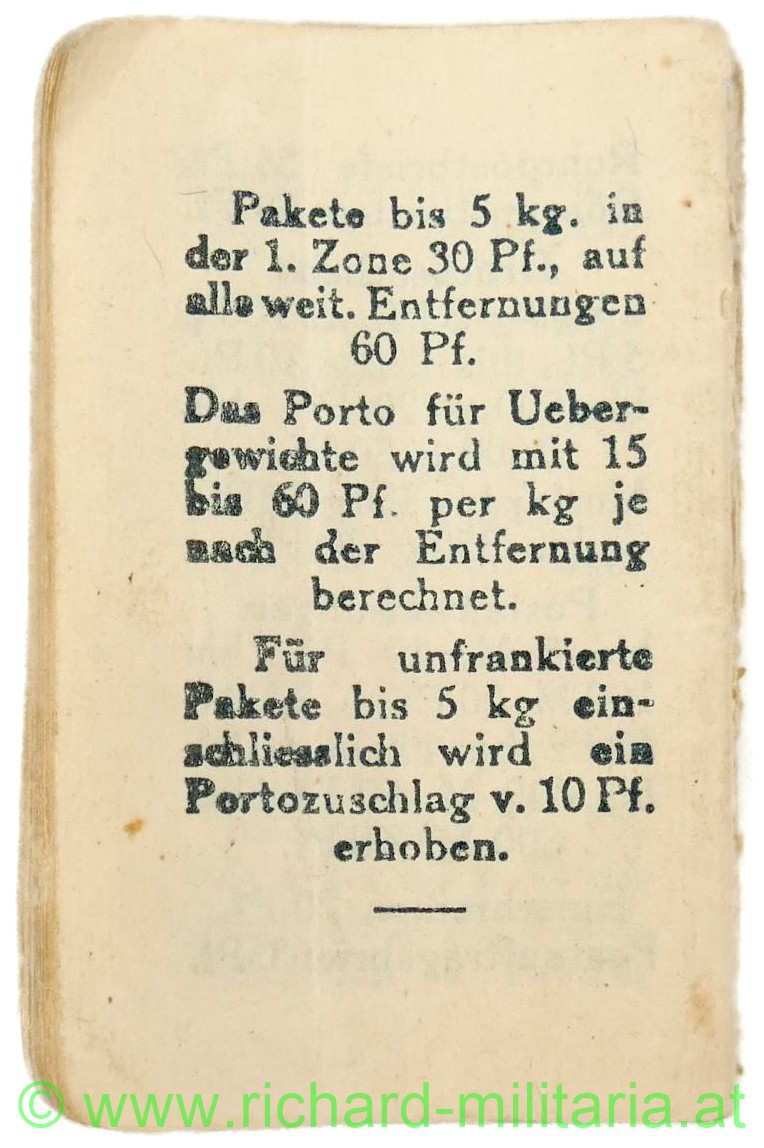 Pakete bis 5 kg. in
der 1. Zone 30 Pf., auf
alle weit. Entfernungen
60 Pf.
Das Porto für Ueber-
gewichte wird mit 15
bis 60 Pf. per kg je
nach der Entfernung
berechnet.
Für unfrankierte
Pakete bis 5 kg ein-
schliesslich wird ein
Portozuschlag v. 10 Pf.
erhoben.
© www.richard-militaria.at